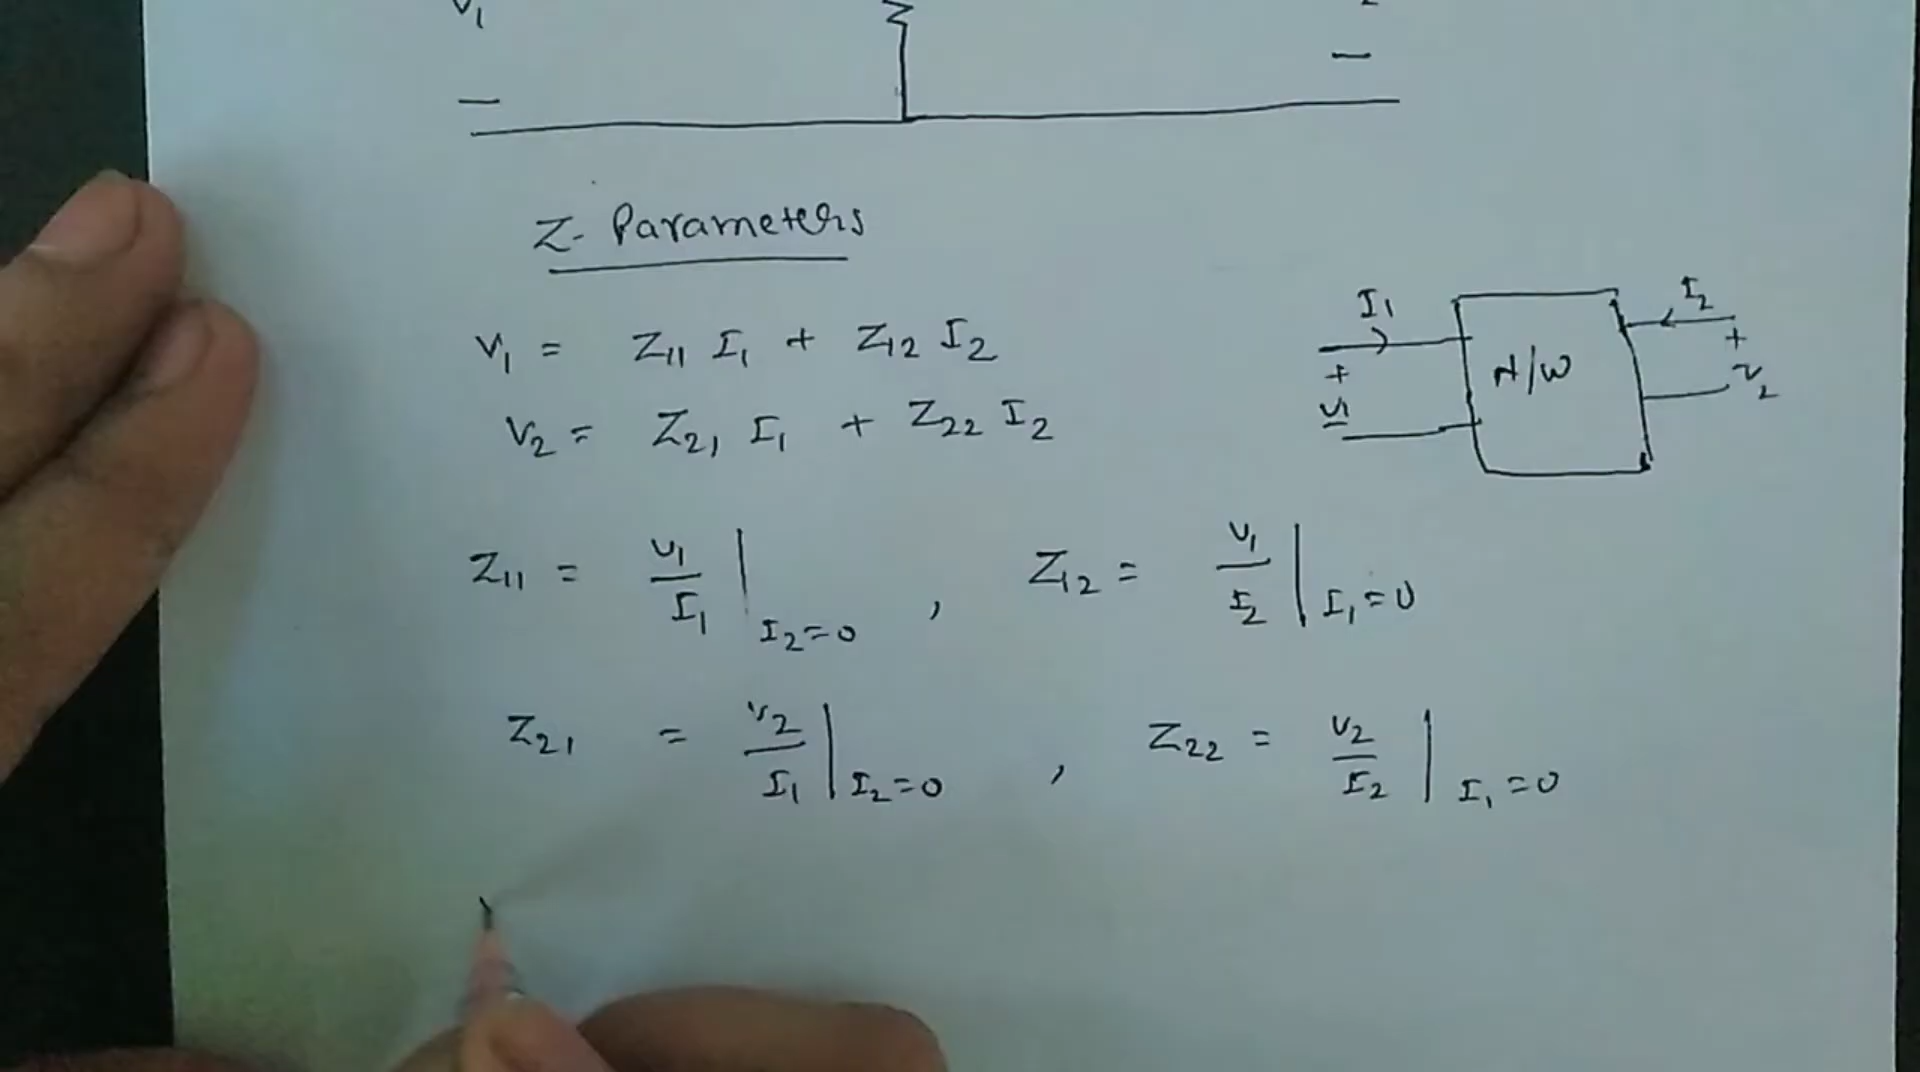 V1
Z- Parameters
V1 = Z11 I1 + Z12 I2
V2 = Z21 I1 + Z22 I2
I1
I2
+
V1
N/W
+
V2
Z11 = V1/I1 | I2=0 , Z12 = V1/I2 | I1=0
Z21 = V2/I1 | I2=0 , Z22 = V2/I2 | I1=0